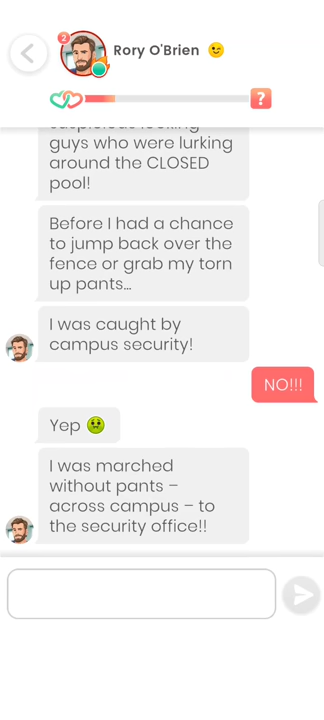 2
Rory O'Brien 😉
?
guys who were lurking
around the CLOSED
pool!
Before I had a chance
to jump back over the
fence or grab my torn
up pants...
I was caught by
campus security!
NO!!!
Yep 🤢
I was marched
without pants –
across campus – to
the security office!!